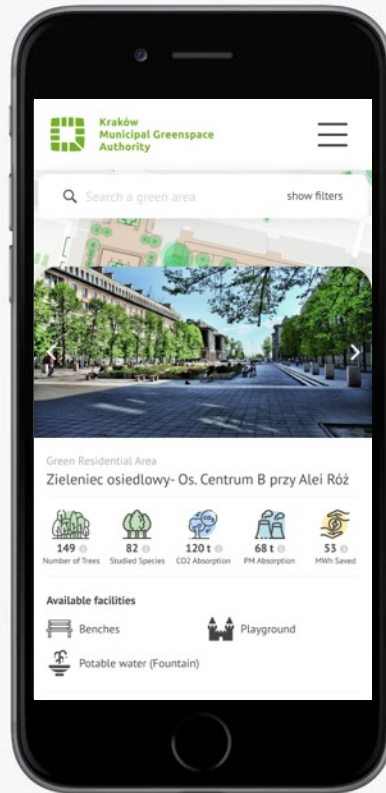 Kraków
Municipal Greenspace
Authority
Search a green area
show filters
Green Residential Area
Zieleniec osiedlowy- Os. Centrum B przy Alei Róż
149
82
120 t
68 t
53
Number of Trees
Studied Species
CO2 Absorption
PM Absorption
MWh Saved
Available facilities
Benches
Playground
Potable water (Fountain)